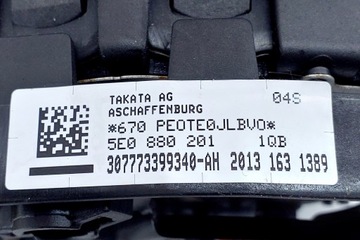 TAKATA AG 04S
ASCHAFFENBURG
*670 PEOTE0JLBVO*
5E0 880 201 1QB
307773399340-AH 2013 163 1389